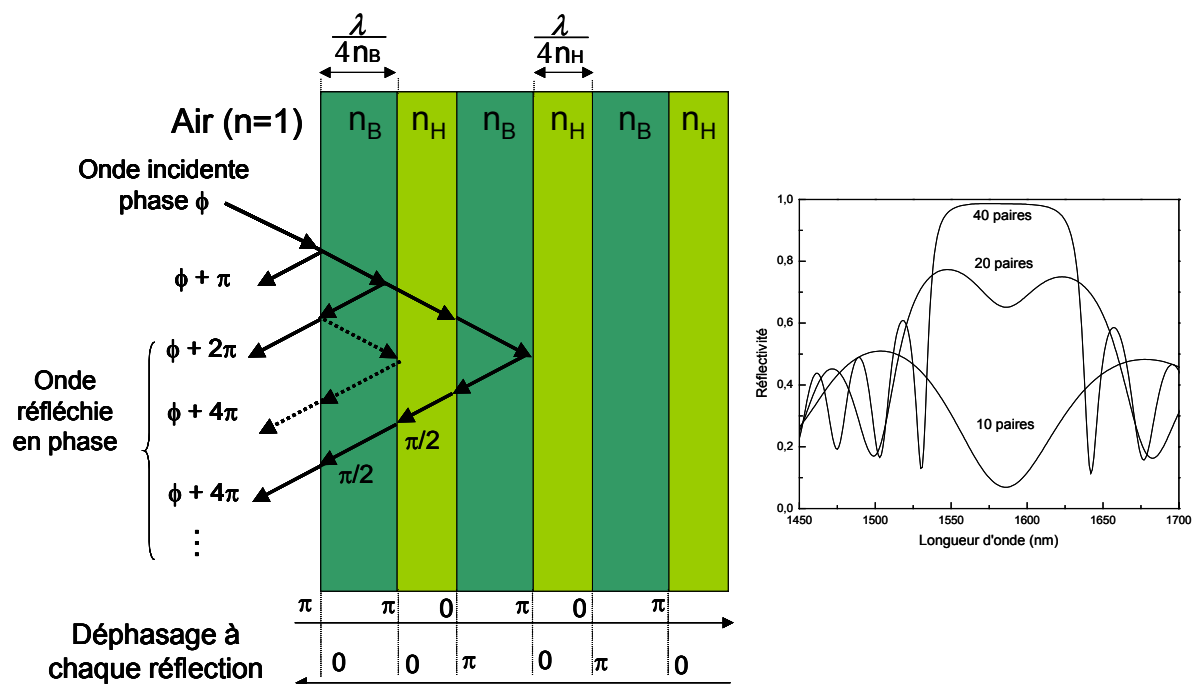 λ
4nB
λ
4nH
Air (n=1)
nB nH nB nH nB nH
Onde incidente
phase ϕ
ϕ + π
ϕ + 2π
Onde
réfléchie
en phase
ϕ + 4π
ϕ + 4π
⋮
π/2
π/2
π π 0 π 0 π
Déphasage à
chaque réflection
0 0 π 0 π 0
1,0
0,8
0,6
0,4
0,2
0,0
Réflectivité
40 paires
20 paires
10 paires
1450 1500 1550 1600 1650 1700
Longueur d'onde (nm)